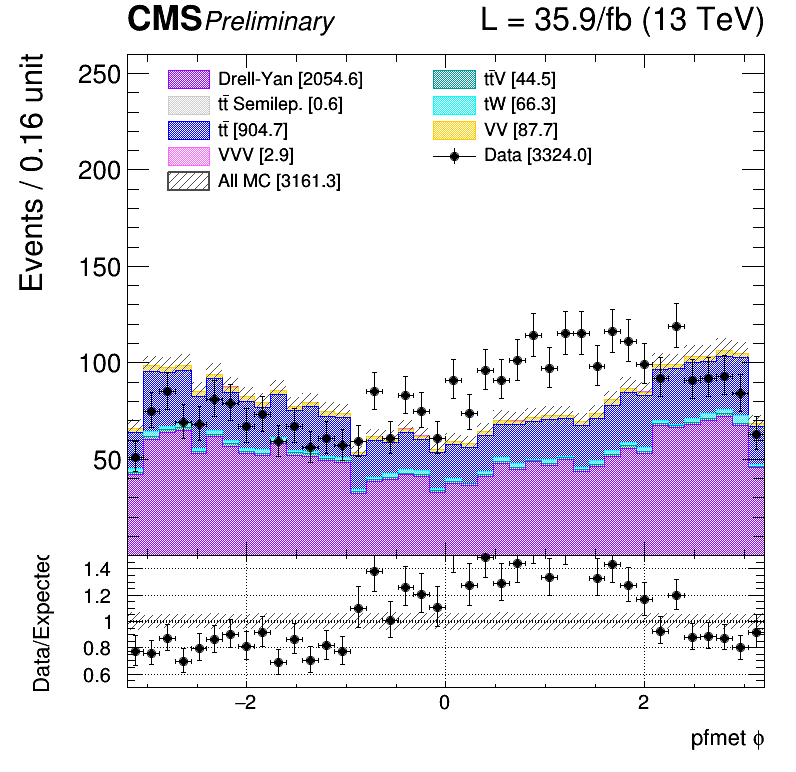 CMS Preliminary L = 35.9/fb (13 TeV)
Events / 0.16 unit
250
200
150
100
50
Drell-Yan [2054.6]
tt̄ Semilep. [0.6]
tt̄ [904.7]
VVV [2.9]
All MC [3161.3]
tt̄V [44.5]
tW [66.3]
VV [87.7]
Data [3324.0]
Data/Expected
1.4
1.2
1
0.8
0.6
−2 0 2
pfmet ϕ